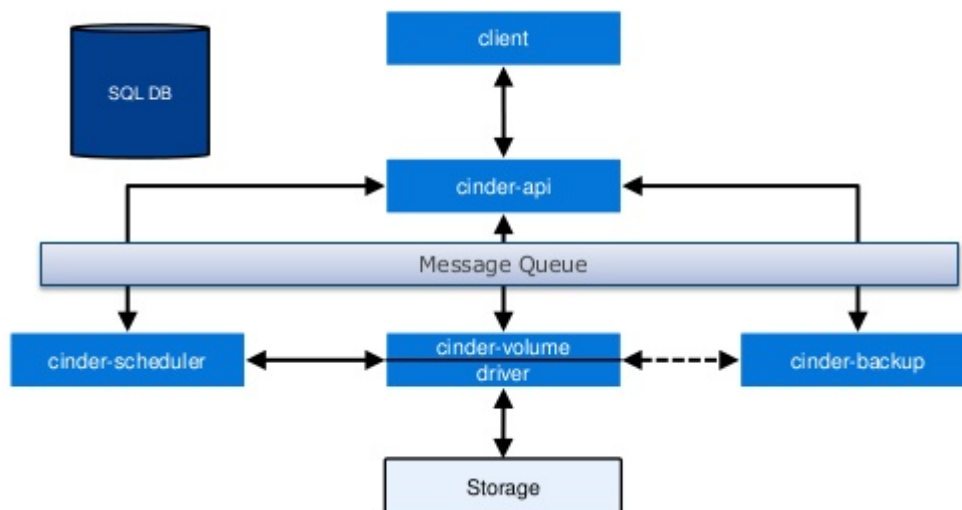 client
SQL DB
cinder-api
Message Queue
cinder-scheduler
cinder-volume
driver
cinder-backup
Storage